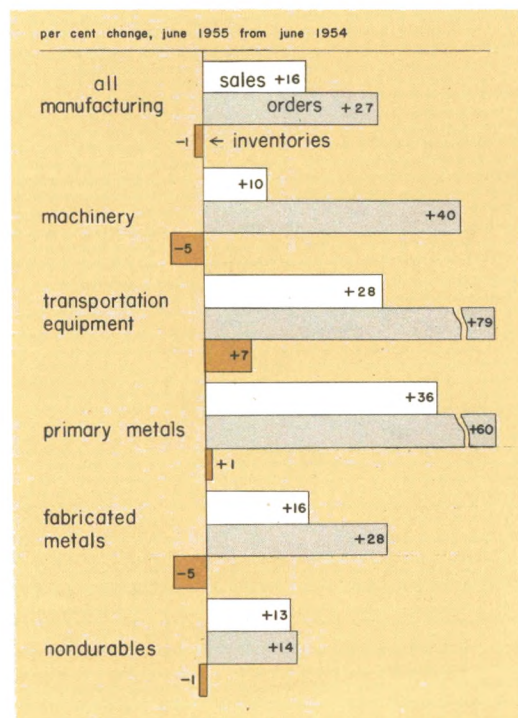 per cent change, june 1955 from june 1954
all
manufacturing
sales +16
orders +27
-1 ← inventories
machinery
+10
+40
-5
transportation
equipment
+28
+79
+7
primary metals
+36
+60
+1
fabricated
metals
+16
+28
-5
nondurables
+13
+14
-1